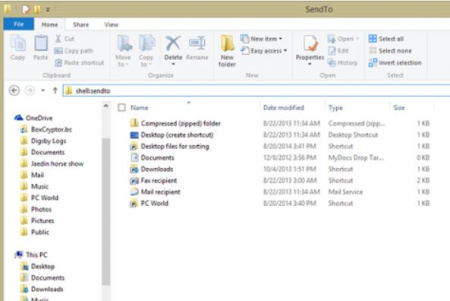 SendTo
File Home Share View
Copy Paste Cut Copy path Paste shortcut
Move to Copy to Delete Rename
New folder New item Easy access
Properties Open Edit History
Select all Select none Invert selection
Clipboard Organize New Open Select
shell:sendto
Name Date modified Type Size
Compressed (zipped) folder 8/22/2013 11:34 AM Compressed (zipp... 1 KB
Desktop (create shortcut) 8/22/2013 11:34 AM Desktop Shortcut 1 KB
Desktop files for sorting 8/20/2014 3:41 PM Shortcut 1 KB
Documents 12/8/2012 3:56 PM MyDocs Drop Tar... 0 KB
Downloads 10/4/2013 1:51 PM Shortcut 1 KB
Fax recipient 8/22/2013 3:00 AM Shortcut 2 KB
Mail recipient 8/22/2013 11:34 AM Mail Service 1 KB
PC World 8/20/2014 3:40 PM Shortcut 1 KB
OneDrive
BoxCryptor.bc
Digsby Logs
Documents
Jaedin horse show
Mail
Music
PC World
Photos
Pictures
Public
This PC
Desktop
Documents
Downloads
Music